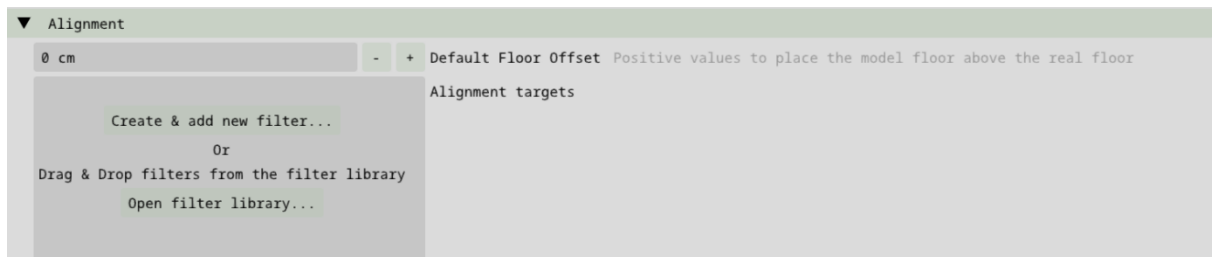 ▼ Alignment
0 cm - + Default Floor Offset Positive values to place the model floor above the real floor
Alignment targets
Create & add new filter...
Or
Drag & Drop filters from the filter library
Open filter library...